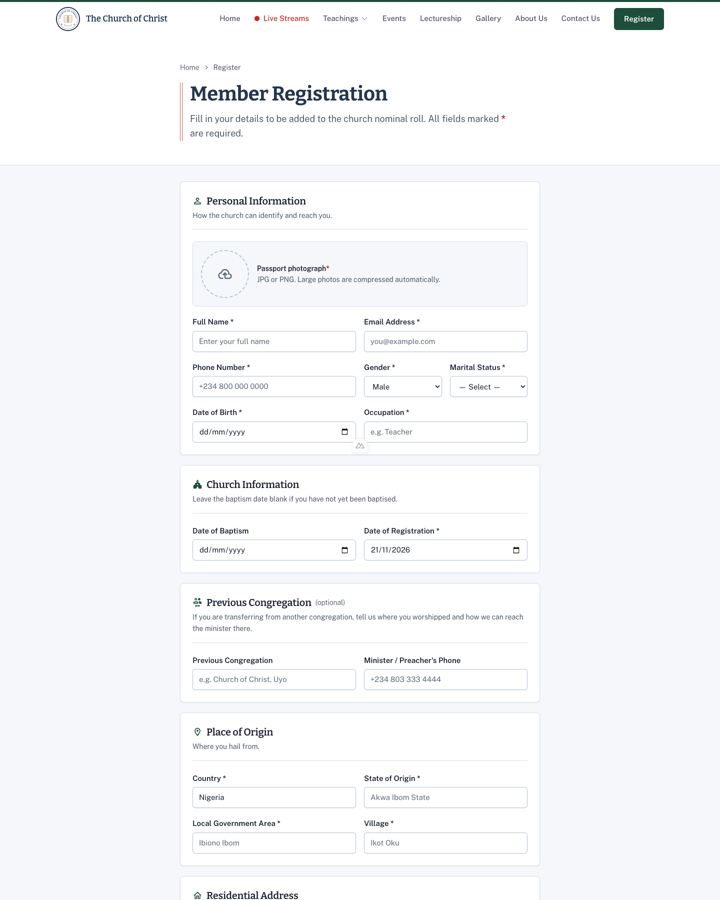 The Church of Christ
Home
Live Streams
Teachings
Events
Lectureship
Gallery
About Us
Contact Us
Register
Home > Register
Member Registration
Fill in your details to be added to the church nominal roll. All fields marked *
are required.
Personal Information
How the church can identify and reach you.
Passport photograph*
JPG or PNG. Large photos are compressed automatically.
Full Name *
Email Address *
Enter your full name
you@example.com
Phone Number *
Gender *
Marital Status *
+234 800 000 0000
Male
— Select —
Date of Birth *
Occupation *
dd/mm/yyyy
e.g. Teacher
Church Information
Leave the baptism date blank if you have not yet been baptised.
Date of Baptism
Date of Registration *
dd/mm/yyyy
21/11/2026
Previous Congregation (optional)
If you are transferring from another congregation, tell us where you worshipped and how we can reach
the minister there.
Previous Congregation
Minister / Preacher's Phone
e.g. Church of Christ, Uyo
+234 803 333 4444
Place of Origin
Where you hail from.
Country *
State of Origin *
Nigeria
Akwa Ibom State
Local Government Area *
Village *
Ibiono Ibom
Ikot Oku
Residential Address